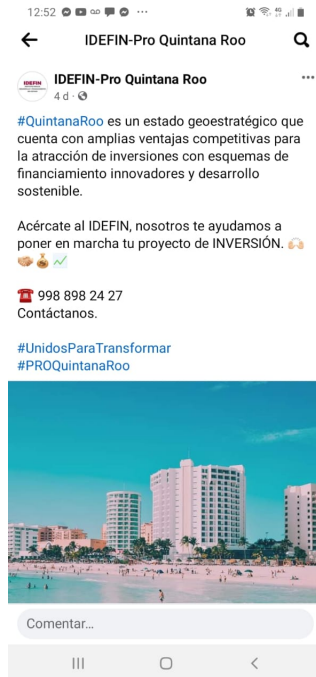 12:52
IDEFIN-Pro Quintana Roo
IDEFIN
IDEFIN-Pro Quintana Roo
4 d
#QuintanaRoo es un estado geoestratégico que
cuenta con amplias ventajas competitivas para
la atracción de inversiones con esquemas de
financiamiento innovadores y desarrollo
sostenible.
Acércate al IDEFIN, nosotros te ayudamos a
poner en marcha tu proyecto de INVERSIÓN. 🙌🏻
🤝🏻💰📈
☎️ 998 898 24 27
Contáctanos.
#UnidosParaTransformar
#PROQuintanaRoo
Comentar...